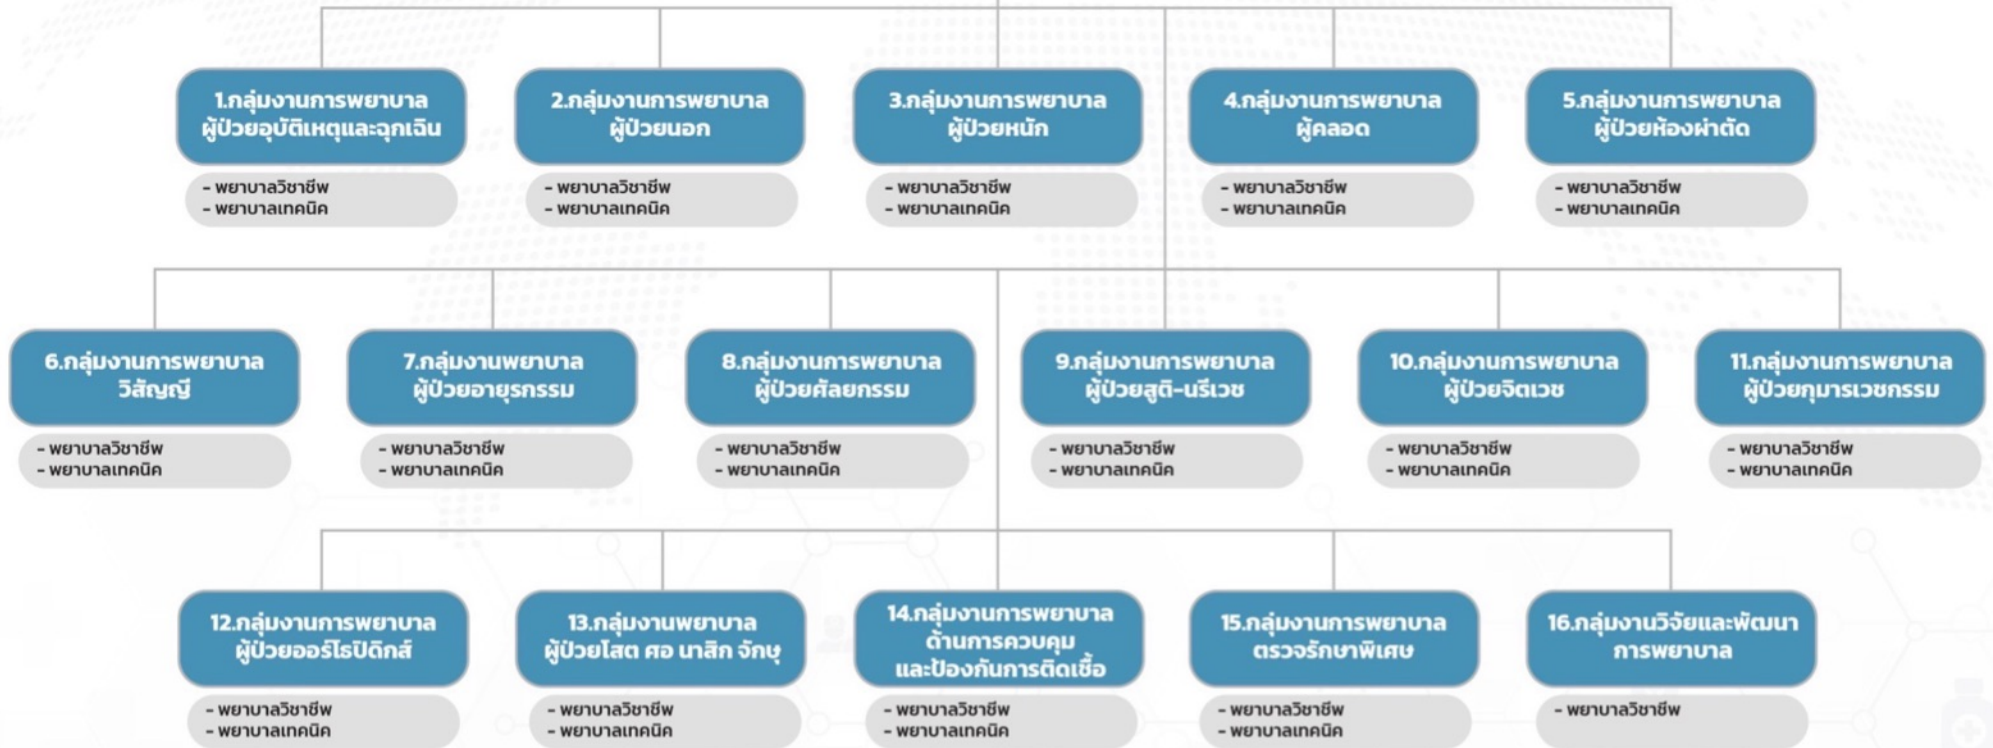 1.กลุ่มงานการพยาบาล
ผู้ป่วยอุบัติเหตุและฉุกเฉิน
- พยาบาลวิชาชีพ
- พยาบาลเทคนิค
2.กลุ่มงานการพยาบาล
ผู้ป่วยนอก
- พยาบาลวิชาชีพ
- พยาบาลเทคนิค
3.กลุ่มงานการพยาบาล
ผู้ป่วยหนัก
- พยาบาลวิชาชีพ
- พยาบาลเทคนิค
4.กลุ่มงานการพยาบาล
ผู้คลอด
- พยาบาลวิชาชีพ
- พยาบาลเทคนิค
5.กลุ่มงานการพยาบาล
ผู้ป่วยห้องผ่าตัด
- พยาบาลวิชาชีพ
- พยาบาลเทคนิค
6.กลุ่มงานการพยาบาล
วิสัญญี
- พยาบาลวิชาชีพ
- พยาบาลเทคนิค
7.กลุ่มงานพยาบาล
ผู้ป่วยอายุรกรรม
- พยาบาลวิชาชีพ
- พยาบาลเทคนิค
8.กลุ่มงานการพยาบาล
ผู้ป่วยศัลยกรรม
- พยาบาลวิชาชีพ
- พยาบาลเทคนิค
9.กลุ่มงานการพยาบาล
ผู้ป่วยสูติ-นรีเวช
- พยาบาลวิชาชีพ
- พยาบาลเทคนิค
10.กลุ่มงานการพยาบาล
ผู้ป่วยจิตเวช
- พยาบาลวิชาชีพ
- พยาบาลเทคนิค
11.กลุ่มงานการพยาบาล
ผู้ป่วยกุมารเวชกรรม
- พยาบาลวิชาชีพ
- พยาบาลเทคนิค
12.กลุ่มงานการพยาบาล
ผู้ป่วยออร์โธปิดิกส์
- พยาบาลวิชาชีพ
- พยาบาลเทคนิค
13.กลุ่มงานพยาบาล
ผู้ป่วยโสต ศอ นาสิก จักษุ
- พยาบาลวิชาชีพ
- พยาบาลเทคนิค
14.กลุ่มงานการพยาบาล
ด้านการควบคุม
และป้องกันการติดเชื้อ
- พยาบาลวิชาชีพ
- พยาบาลเทคนิค
15.กลุ่มงานการพยาบาล
ตรวจรักษาพิเศษ
- พยาบาลวิชาชีพ
- พยาบาลเทคนิค
16.กลุ่มงานวิจัยและพัฒนา
การพยาบาล
- พยาบาลวิชาชีพ